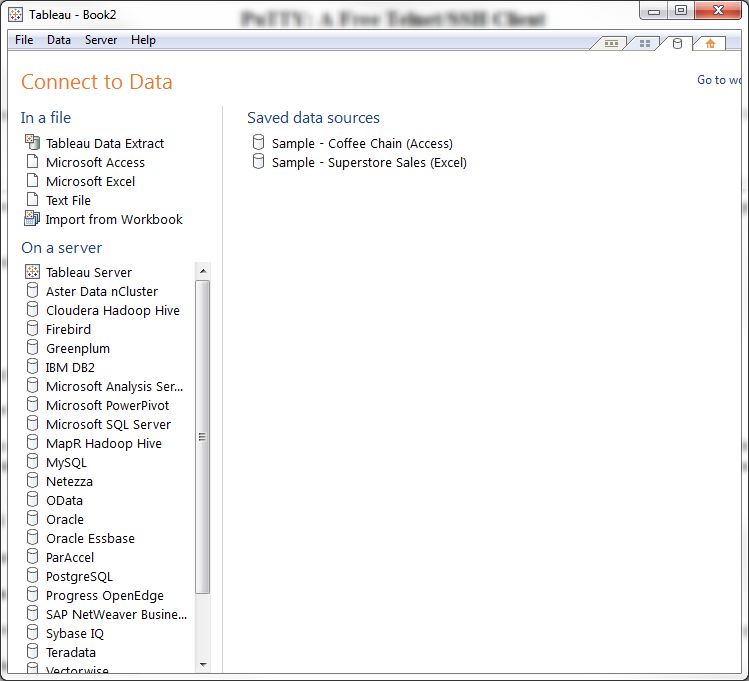 PuTTY: A Free Telnet/SSH Client
Tableau - Book2
File Data Server Help
Connect to Data
Go to wo
In a file
Tableau Data Extract
Microsoft Access
Microsoft Excel
Text File
Import from Workbook
On a server
Tableau Server
Aster Data nCluster
Cloudera Hadoop Hive
Firebird
Greenplum
IBM DB2
Microsoft Analysis Ser...
Microsoft PowerPivot
Microsoft SQL Server
MapR Hadoop Hive
MySQL
Netezza
OData
Oracle
Oracle Essbase
ParAccel
PostgreSQL
Progress OpenEdge
SAP NetWeaver Busine...
Sybase IQ
Teradata
Vectorwise
Saved data sources
Sample - Coffee Chain (Access)
Sample - Superstore Sales (Excel)